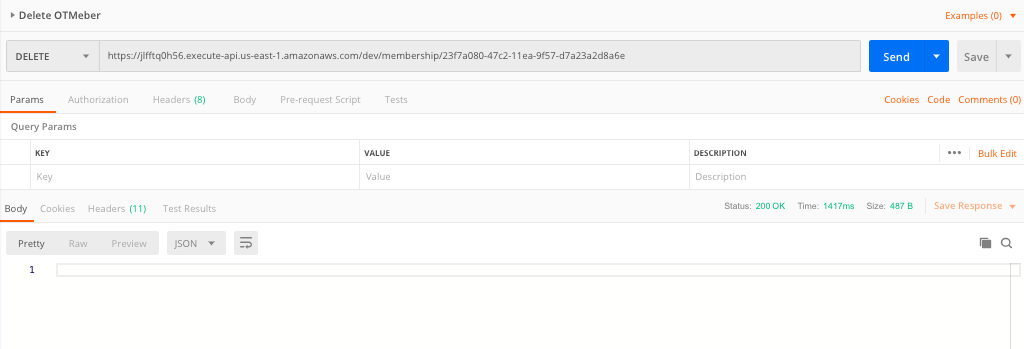 Delete OTMeber Examples (0)
DELETE https://jlfftq0h56.execute-api.us-east-1.amazonaws.com/dev/membership/23f7a080-47c2-11ea-9f57-d7a23a2d8a6e Send Save
Params Authorization Headers (8) Body Pre-request Script Tests Cookies Code Comments (0)
Query Params
KEY VALUE DESCRIPTION ••• Bulk Edit
Key Value Description
Body Cookies Headers (11) Test Results Status: 200 OK Time: 1417ms Size: 487 B Save Response
Pretty Raw Preview JSON
1